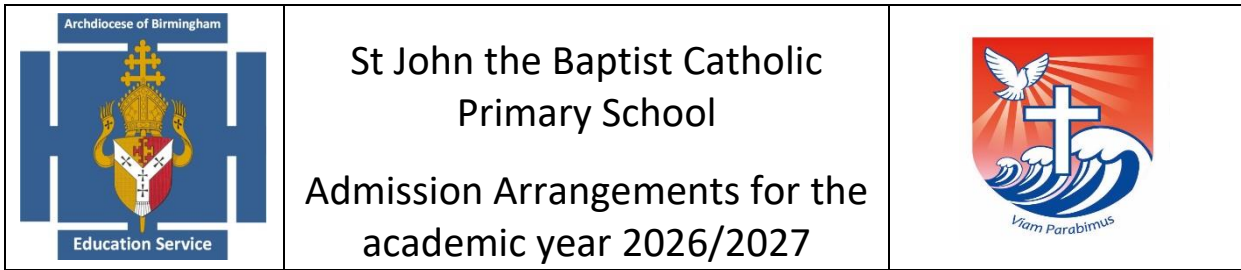 Archdiocese of Birmingham
Education Service
St John the Baptist Catholic
Primary School
Admission Arrangements for the
academic year 2026/2027
Viam Parabimus